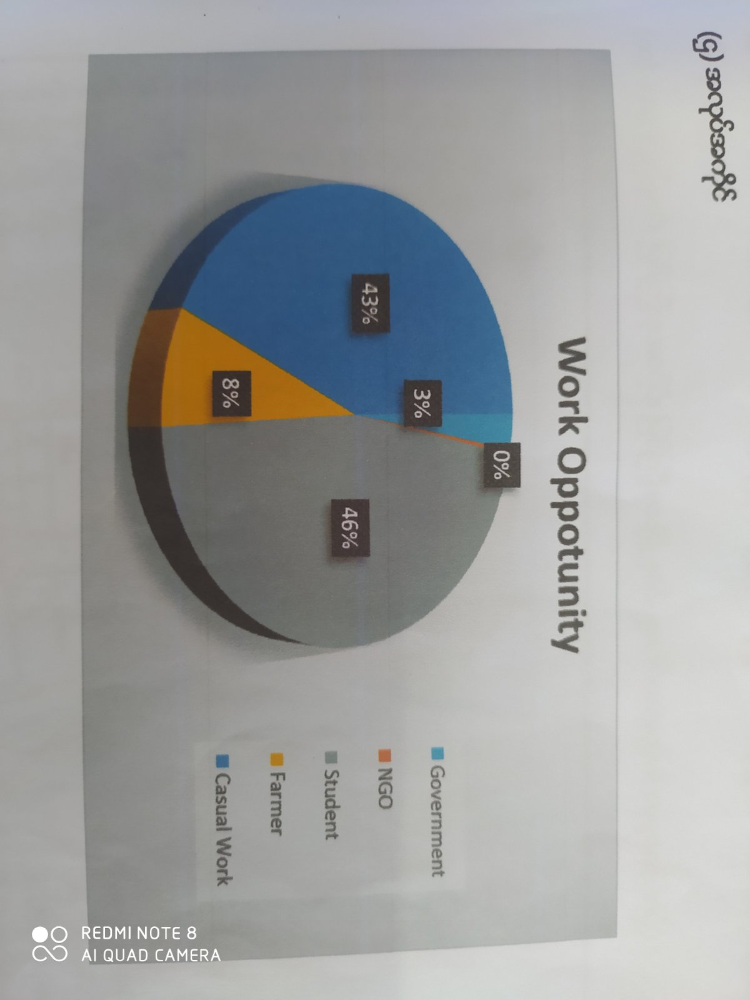 (၄) အလုပ်အကိုင်
Work Oppotunity
3%
0%
43%
46%
8%
Government
NGO
Student
Farmer
Casual Work
REDMI NOTE 8
AI QUAD CAMERA